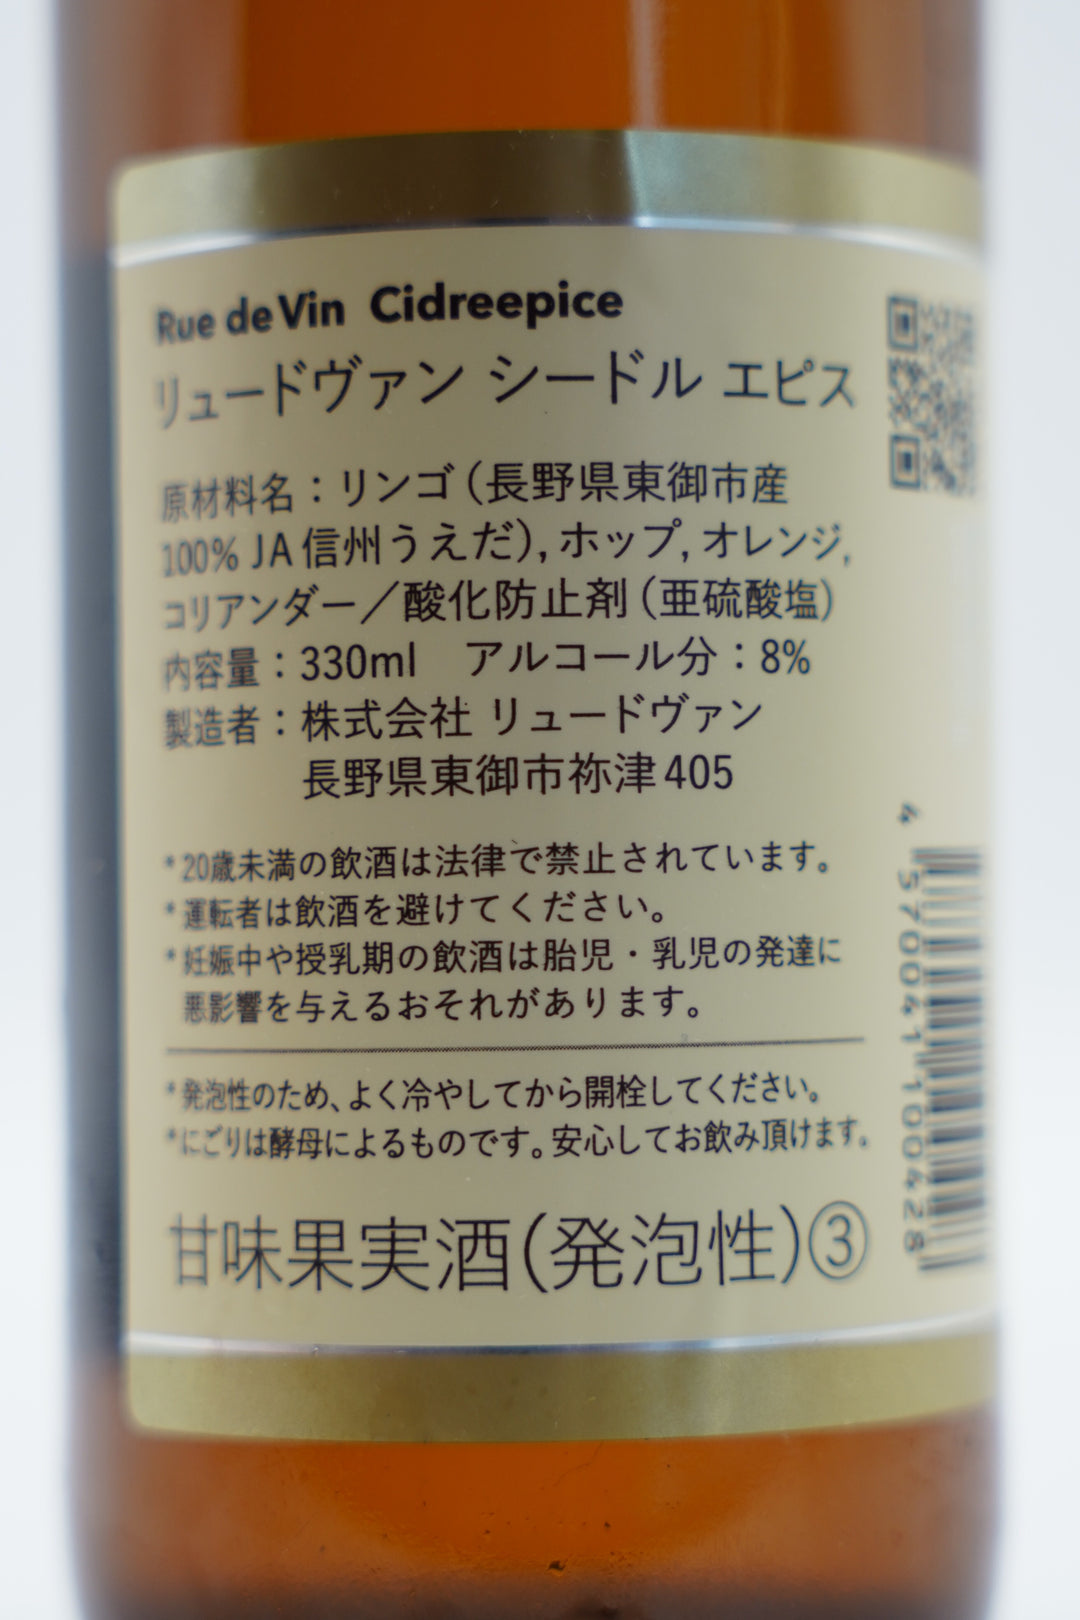 Rue de Vin Cidreepice
リュードヴァン シードル エピス
原材料名：リンゴ（長野県東御市産
100% JA信州うえだ）, ホップ, オレンジ,
コリアンダー／酸化防止剤（亜硫酸塩）
内容量：330ml　アルコール分：8%
製造者：株式会社 リュードヴァン
長野県東御市祢津405
*20歳未満の飲酒は法律で禁止されています。
*運転者は飲酒を避けてください。
*妊娠中や授乳期の飲酒は胎児・乳児の発達に
悪影響を与えるおそれがあります。
*発泡性のため、よく冷やしてから開栓してください。
*にごりは酵母によるものです。安心してお飲み頂けます。
甘味果実酒（発泡性）③
4 570041 100428